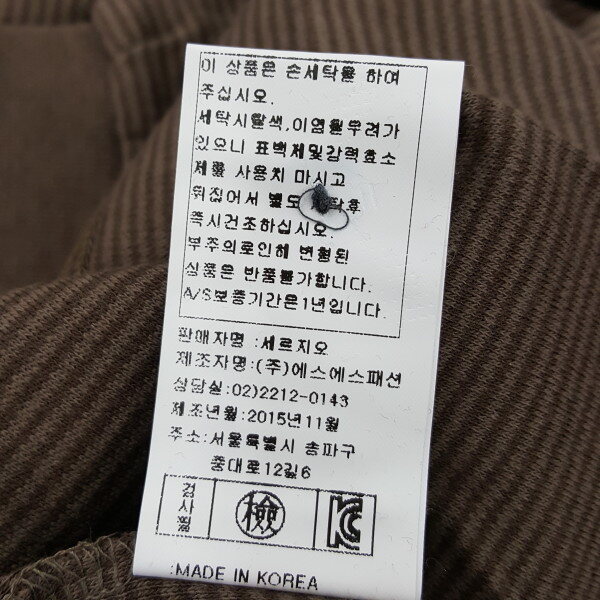 이 상품은 손세탁을 하여
주십시오.
세탁시탈색,이염될우려가
있으니 표백제및강력효소
제를 사용치 마시고
뒤집어서 별도 세탁후
즉시건조하십시오.
부주의로인해 변형된
상품은 반품불가합니다.
A/S보증기간은1년입니다.
판매자명 :세르지오
제조자명:(주)에스에스패션
상담실:02)2212-0143
제조년월:2015년11월
주소:서울특별시 송파구
중대로12길6
검사필
檢
KC
:MADE IN KOREA